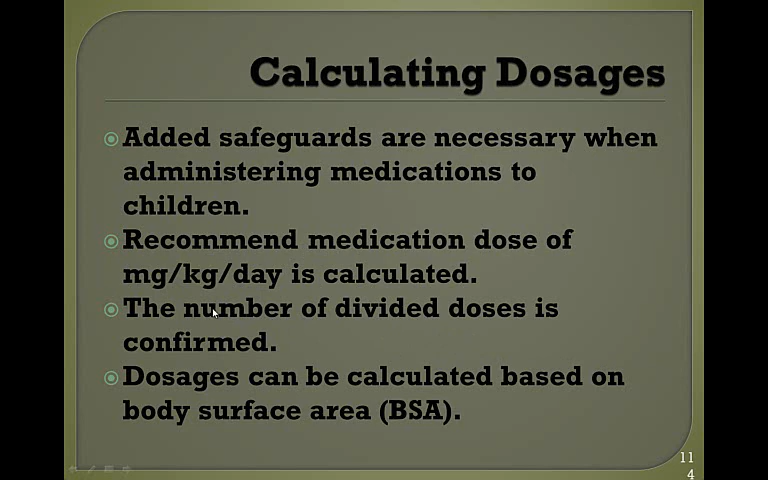 Calculating Dosages
Added safeguards are necessary when
administering medications to
children.
Recommend medication dose of
mg/kg/day is calculated.
The number of divided doses is
confirmed.
Dosages can be calculated based on
body surface area (BSA).
11
4